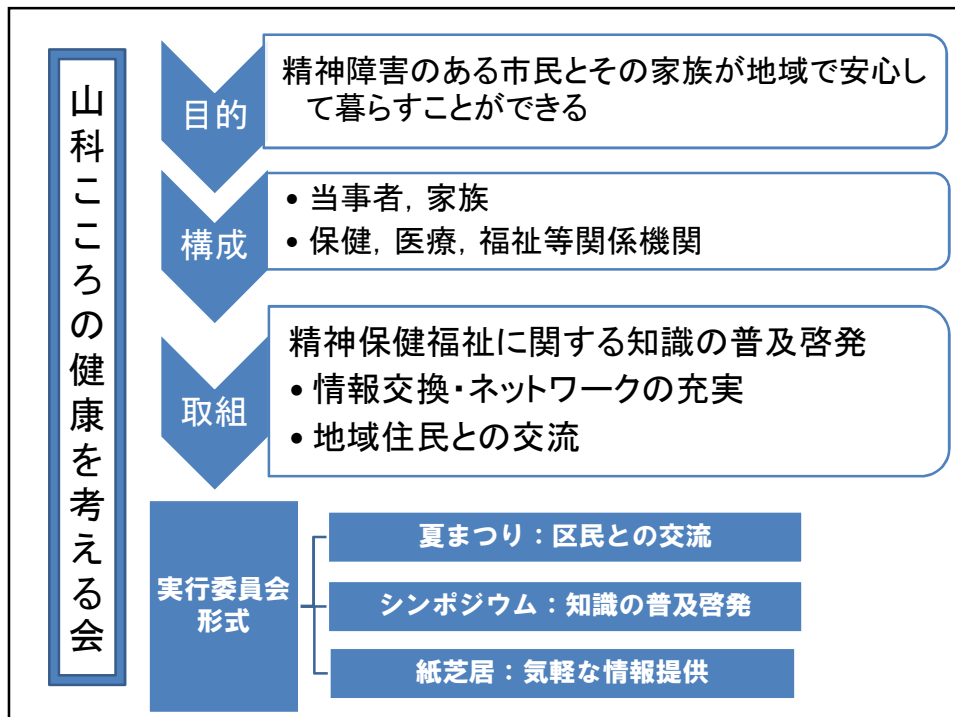 山科こころの健康を考える会
目的
精神障害のある市民とその家族が地域で安心し
て暮らすことができる
構成
• 当事者, 家族
• 保健, 医療, 福祉等関係機関
取組
精神保健福祉に関する知識の普及啓発
• 情報交換・ネットワークの充実
• 地域住民との交流
実行委員会
形式
夏まつり：区民との交流
シンポジウム：知識の普及啓発
紙芝居：気軽な情報提供